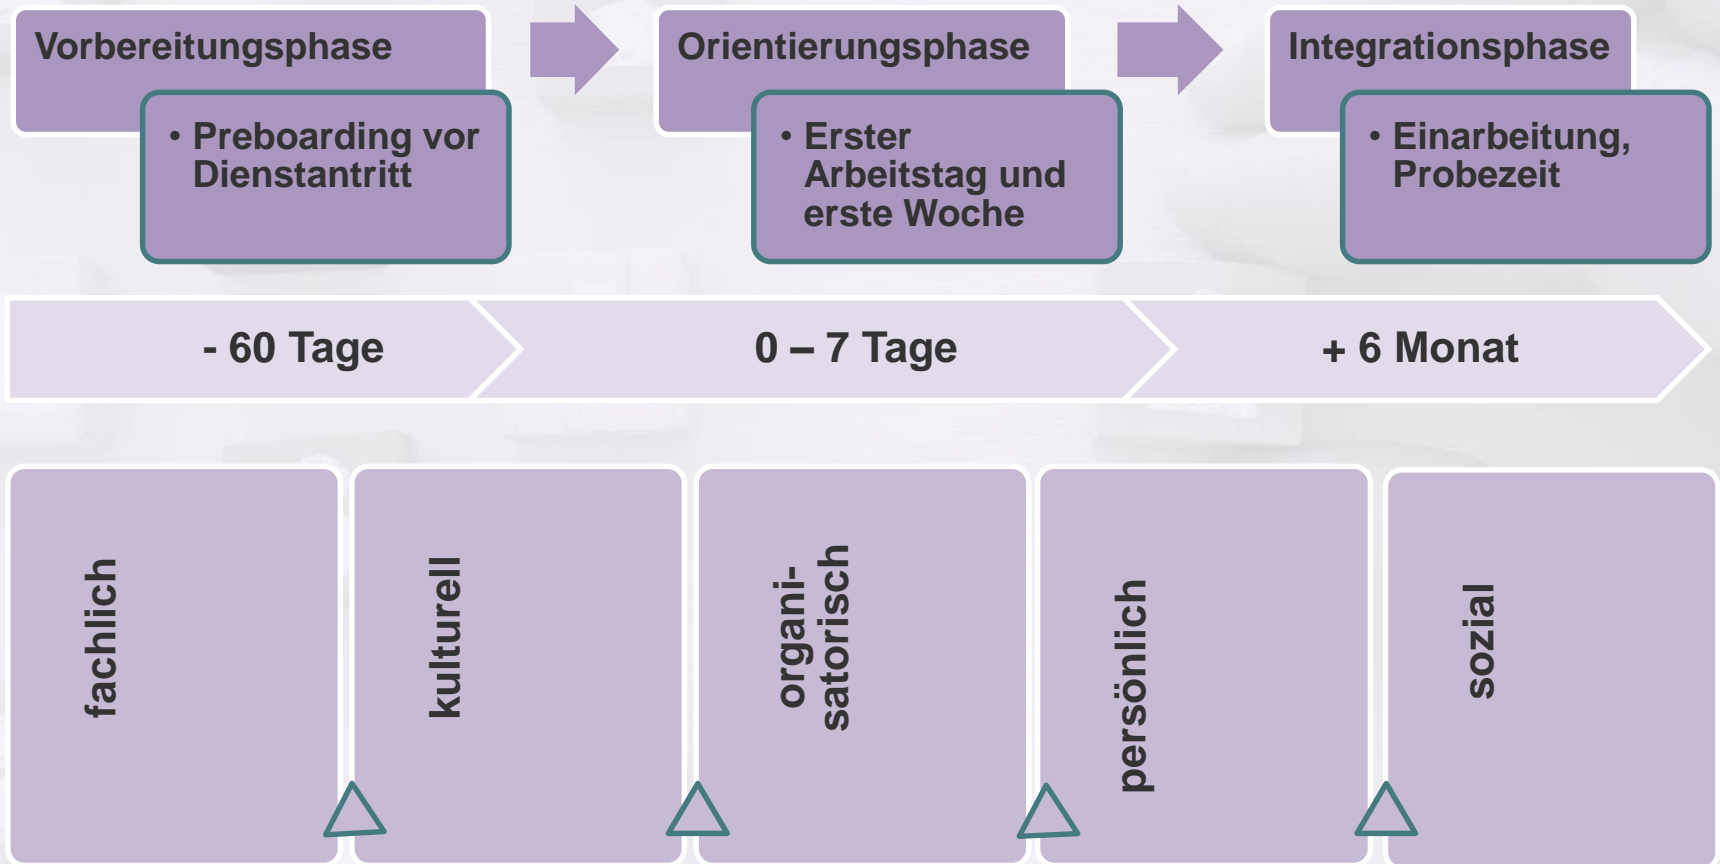 Vorbereitungsphase
• Preboarding vor
Dienstantritt
Orientierungsphase
• Erster
Arbeitstag und
erste Woche
Integrationsphase
• Einarbeitung,
Probezeit
- 60 Tage
0 – 7 Tage
+ 6 Monat
fachlich
kulturell
organi-
satorisch
persönlich
sozial